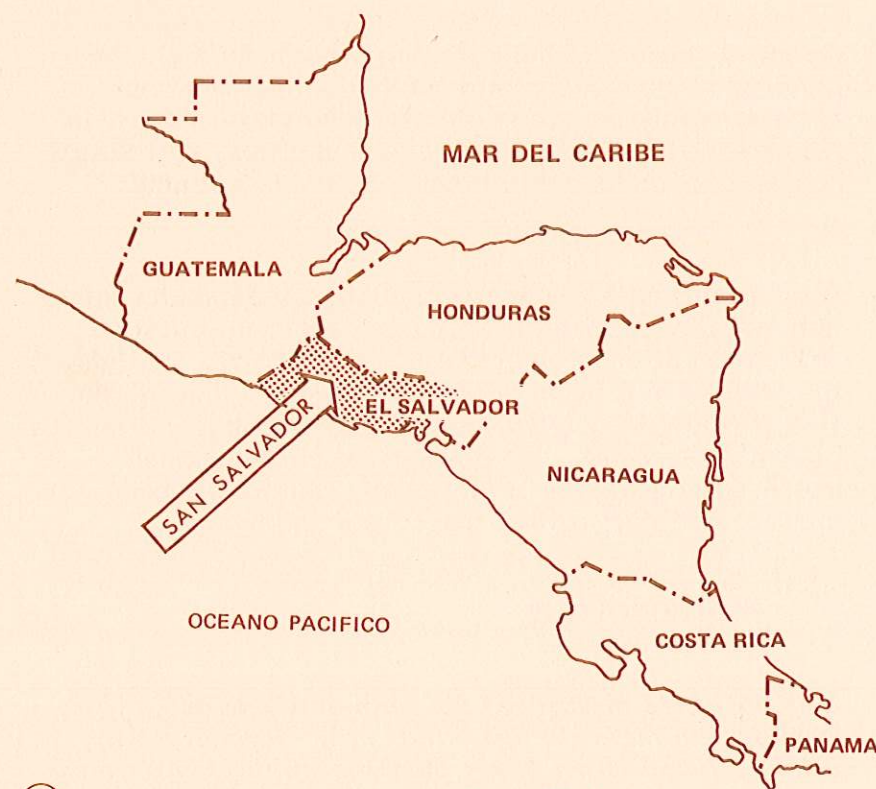 MAR DEL CARIBE
GUATEMALA
HONDURAS
EL SALVADOR
SAN SALVADOR
NICARAGUA
OCEANO PACIFICO
COSTA RICA
PANAMA